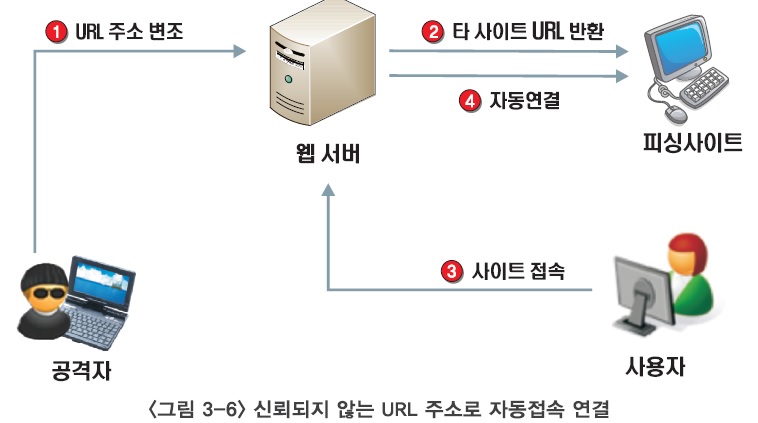 1 URL 주소 변조
2 타 사이트 URL 반환
4 자동연결
웹 서버
피싱사이트
3 사이트 접속
공격자
사용자
<그림 3-6> 신뢰되지 않는 URL 주소로 자동접속 연결